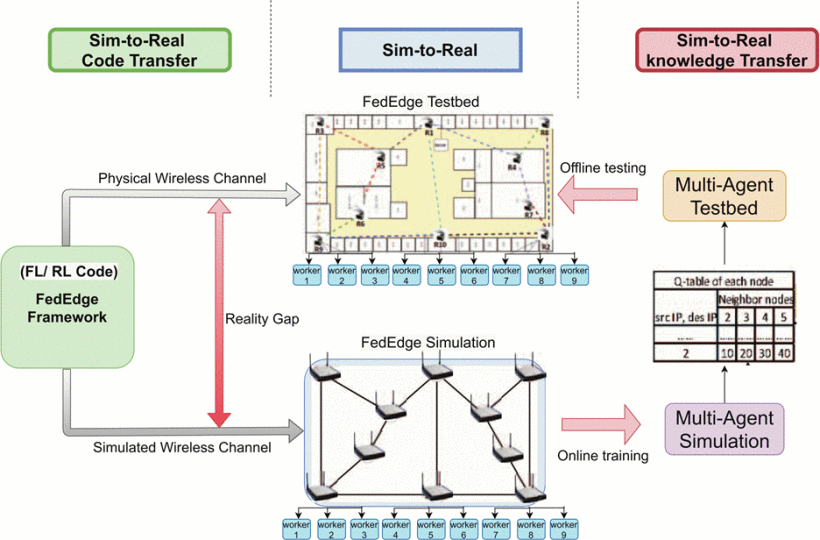 Sim-to-Real
Code Transfer
Sim-to-Real
Sim-to-Real
knowledge Transfer
FedEdge Testbed
R3
R1
R8
R5
R4
R6
R7
R9
R10
R2
Physical Wireless Channel
Offline testing
Multi-Agent
Testbed
(FL/ RL Code)
FedEdge
Framework
worker
1
worker
2
worker
3
worker
4
worker
5
worker
6
worker
7
worker
8
worker
9
Reality Gap
Q-table of each node
Neighbor nodes
src IP, des IP 2 3 4 5
...... ...... ...... ...... ......
2 10 20 30 40
FedEdge Simulation
Simulated Wireless Channel
Online training
Multi-Agent
Simulation
worker
1
worker
2
worker
3
worker
4
worker
5
worker
6
worker
7
worker
8
worker
9